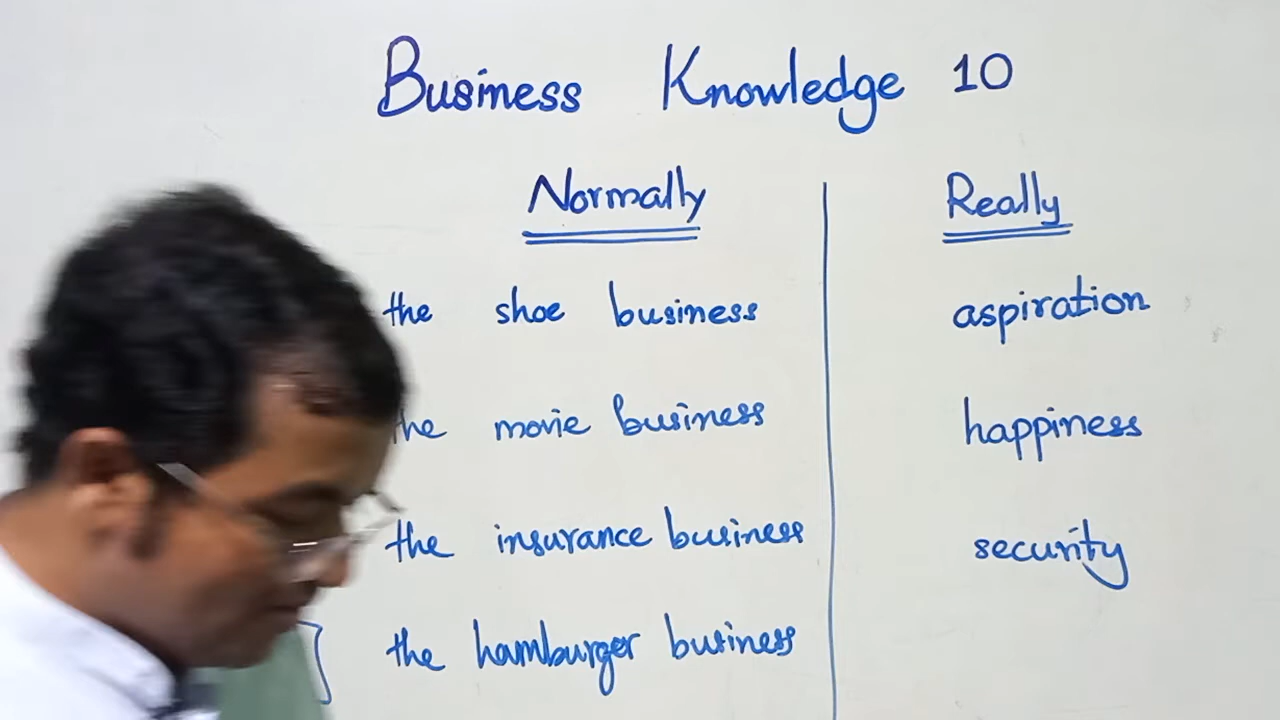 Business Knowledge 10
Normally Really
the shoe business aspiration
the movie business happiness
the insurance business security
the hamburger business